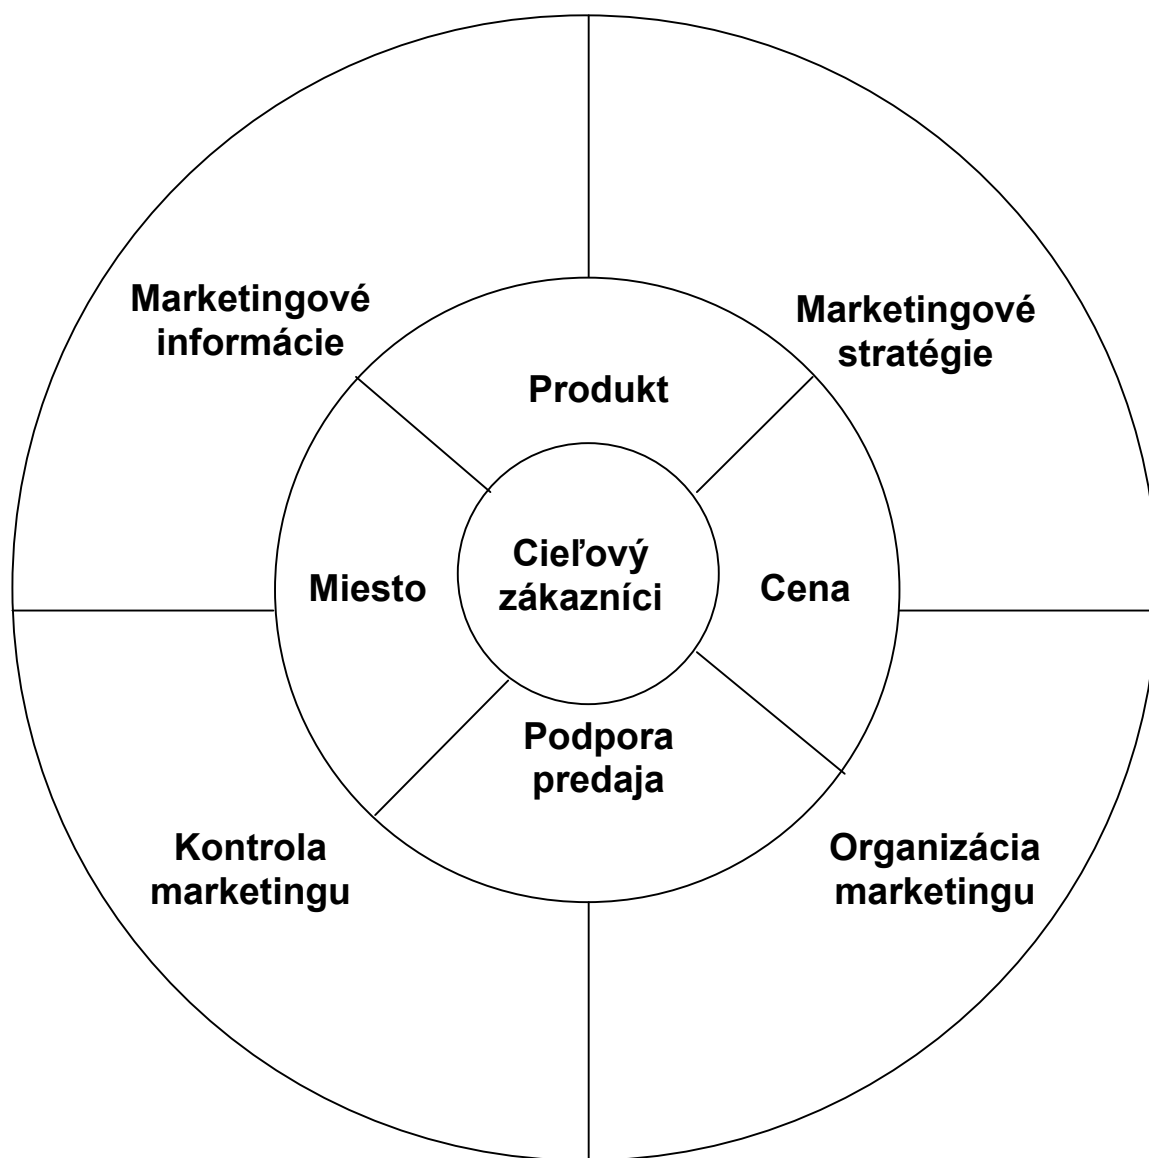 Marketingové
informácie
Marketingové
stratégie
Produkt
Miesto
Cieľový
zákazníci
Cena
Podpora
predaja
Kontrola
marketingu
Organizácia
marketingu